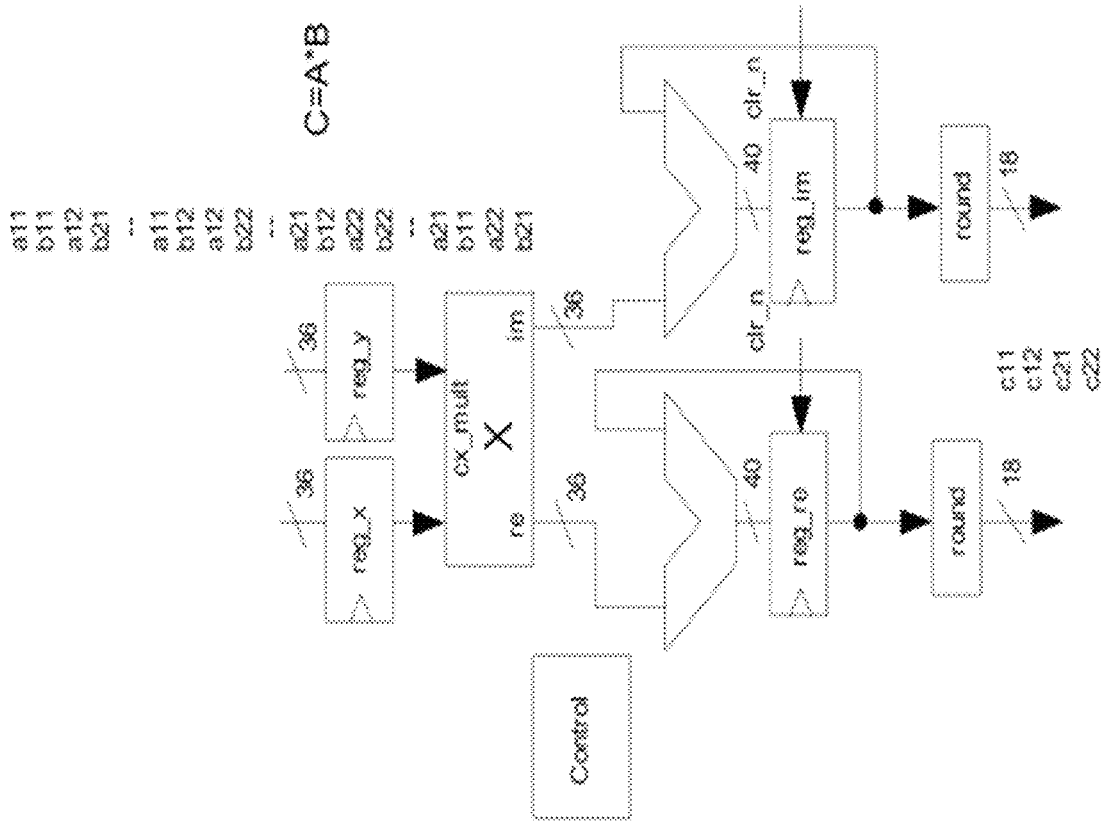 a11
b11
a12
b21
--
a11
b12
a12
b22
--
a21
b12
a22
b22
--
a21
b11
a22
b21
C=A*B
36
36
reg_x
reg_y
cx_mult
X
re
im
36
36
Control
40
40
clr_n
clr_n
reg_re
reg_im
round
round
18
18
c11
c12
c21
c22